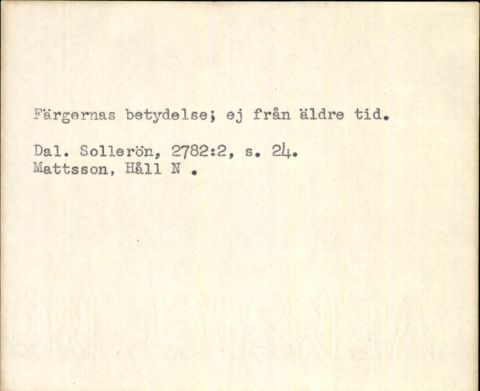 Färgernas betydelse; ej från äldre tid.
Dal. Sollerön, 2782:2, s. 24.
Mattsson, Håll N .